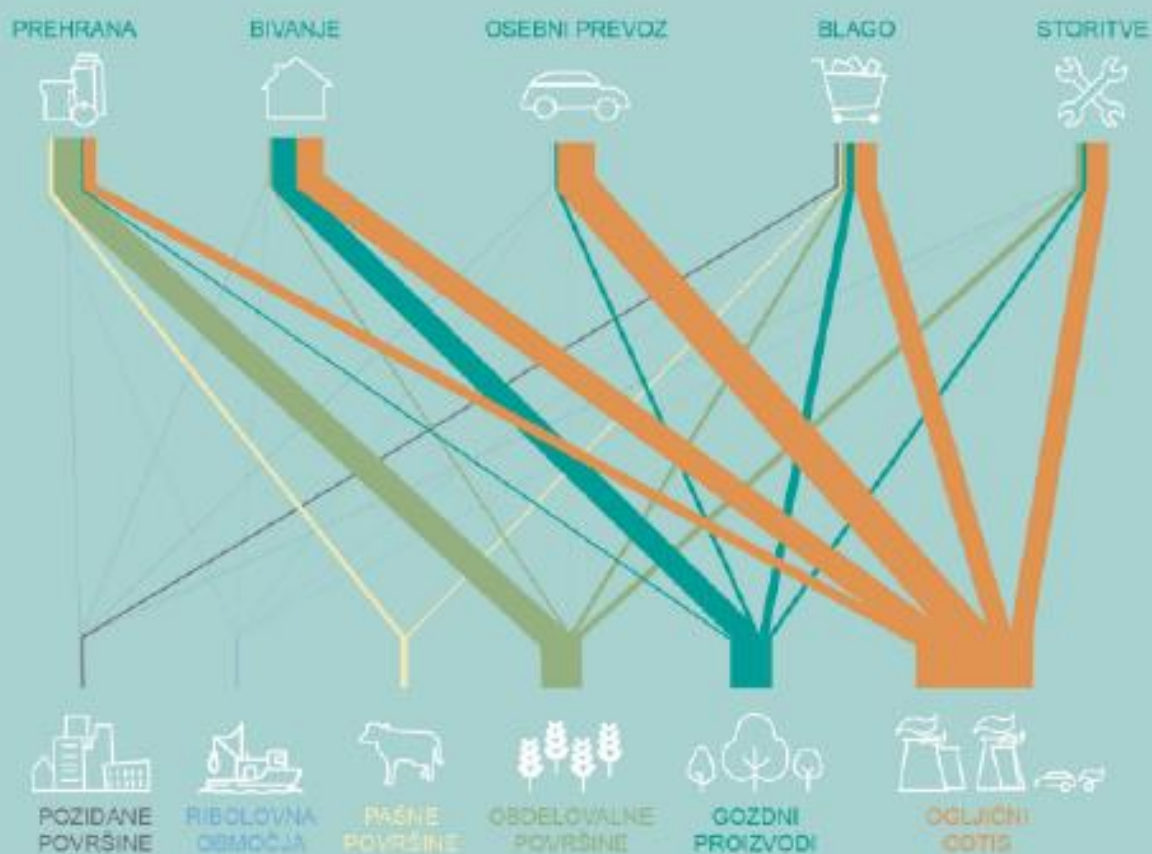 PREHRANA BIVANJE OSEBNI PREVOZ BLAGO STORITVE
POZIDANE RIBOLOVNA PAŠNE OBDELOVALNE GOZDNI OGLJIČNI
POVRŠINE OBMOČJA POVRŠINE POVRŠINE PROIZVODI ODTIS